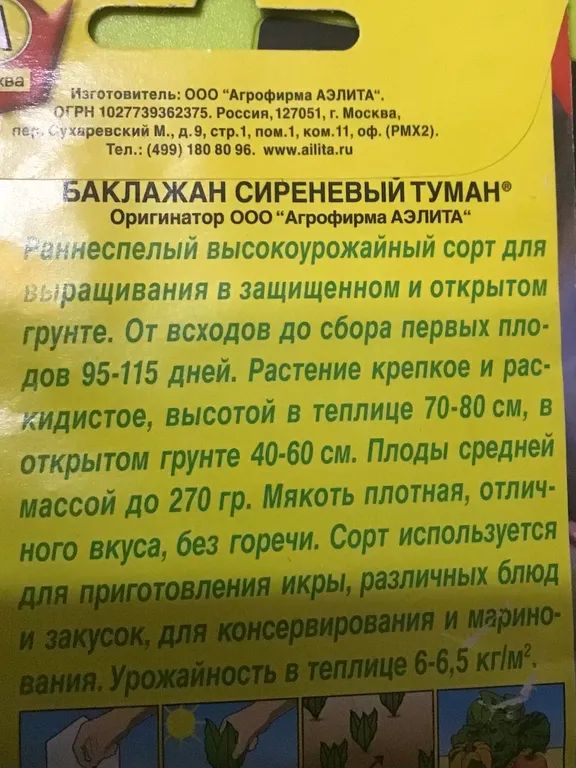 А
ква
Изготовитель: ООО "Агрофирма АЭЛИТА".
ОГРН 1027739362375. Россия,127051, г. Москва,
пер. Сухаревский М., д.9, стр.1, пом.1, ком.11, оф. (РМХ2).
Тел.: (499) 180 80 96. www.ailita.ru
БАКЛАЖАН СИРЕНЕВЫЙ ТУМАН®
Оригинатор ООО "Агрофирма АЭЛИТА"
Раннеспелый высокоурожайный сорт для
выращивания в защищенном и открытом
грунте. От всходов до сбора первых пло-
дов 95-115 дней. Растение крепкое и рас-
кидистое, высотой в теплице 70-80 см, в
открытом грунте 40-60 см. Плоды средней
массой до 270 гр. Мякоть плотная, отлич-
ного вкуса, без горечи. Сорт используется
для приготовления икры, различных блюд
и закусок, для консервирования и марино-
вания. Урожайность в теплице 6-6,5 кг/м².